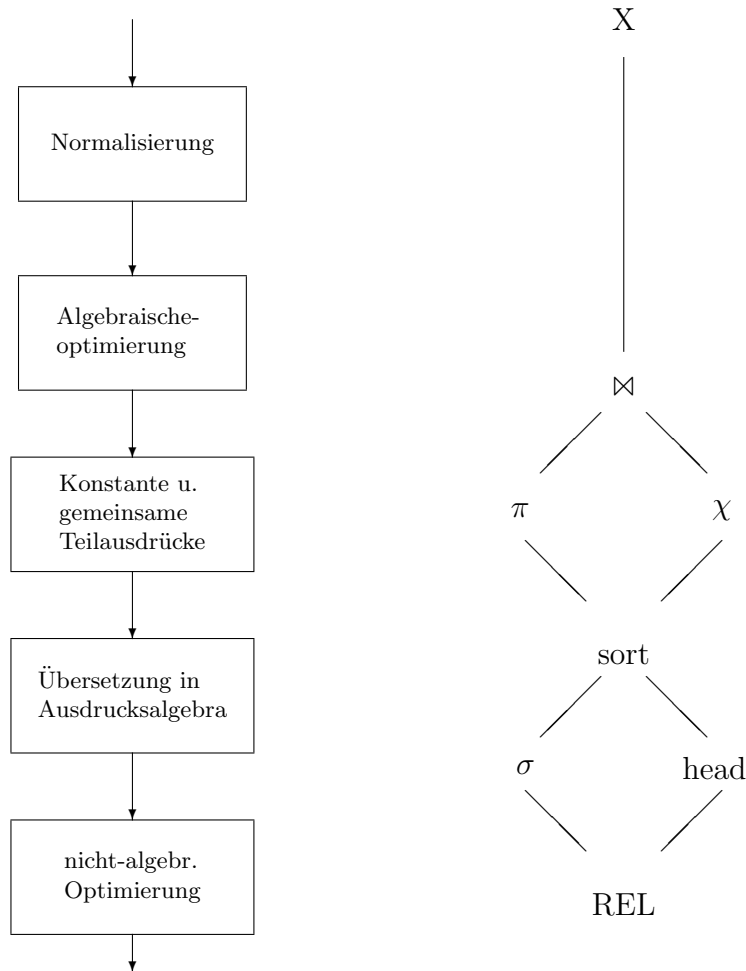 Normalisierung
Algebraische-
optimierung
Konstante u.
gemeinsame
Teilausdrücke
Übersetzung in
Ausdrucksalgebra
nicht-algebr.
Optimierung
X
⋈
π χ
sort
σ head
REL